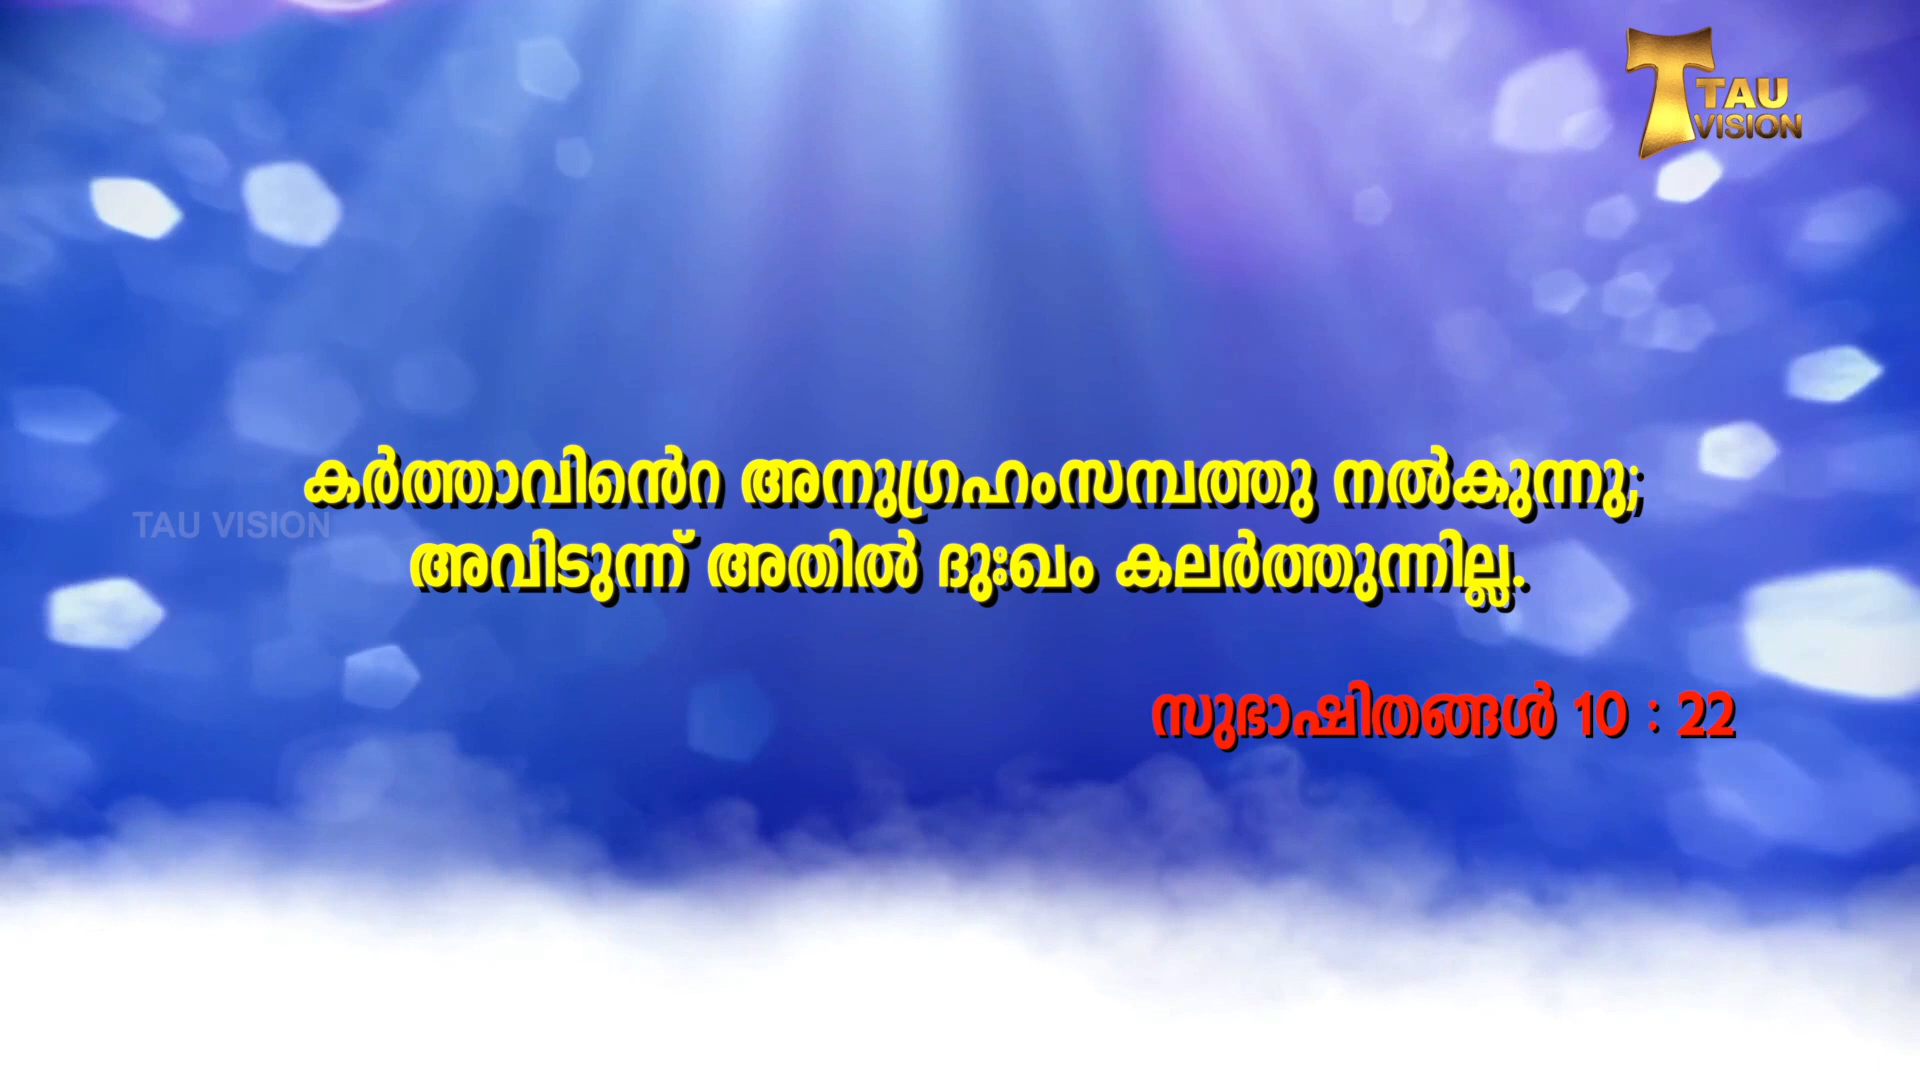 TAU
VISION
കർത്താവിൻെറ അനുഗ്രഹംസമ്പത്തു നൽകുന്നു;
TAU VISION
അവിടുന്ന് അതിൽ ദുഃഖം കലർത്തുന്നില്ല.
സുഭാഷിതങ്ങൾ 10 : 22